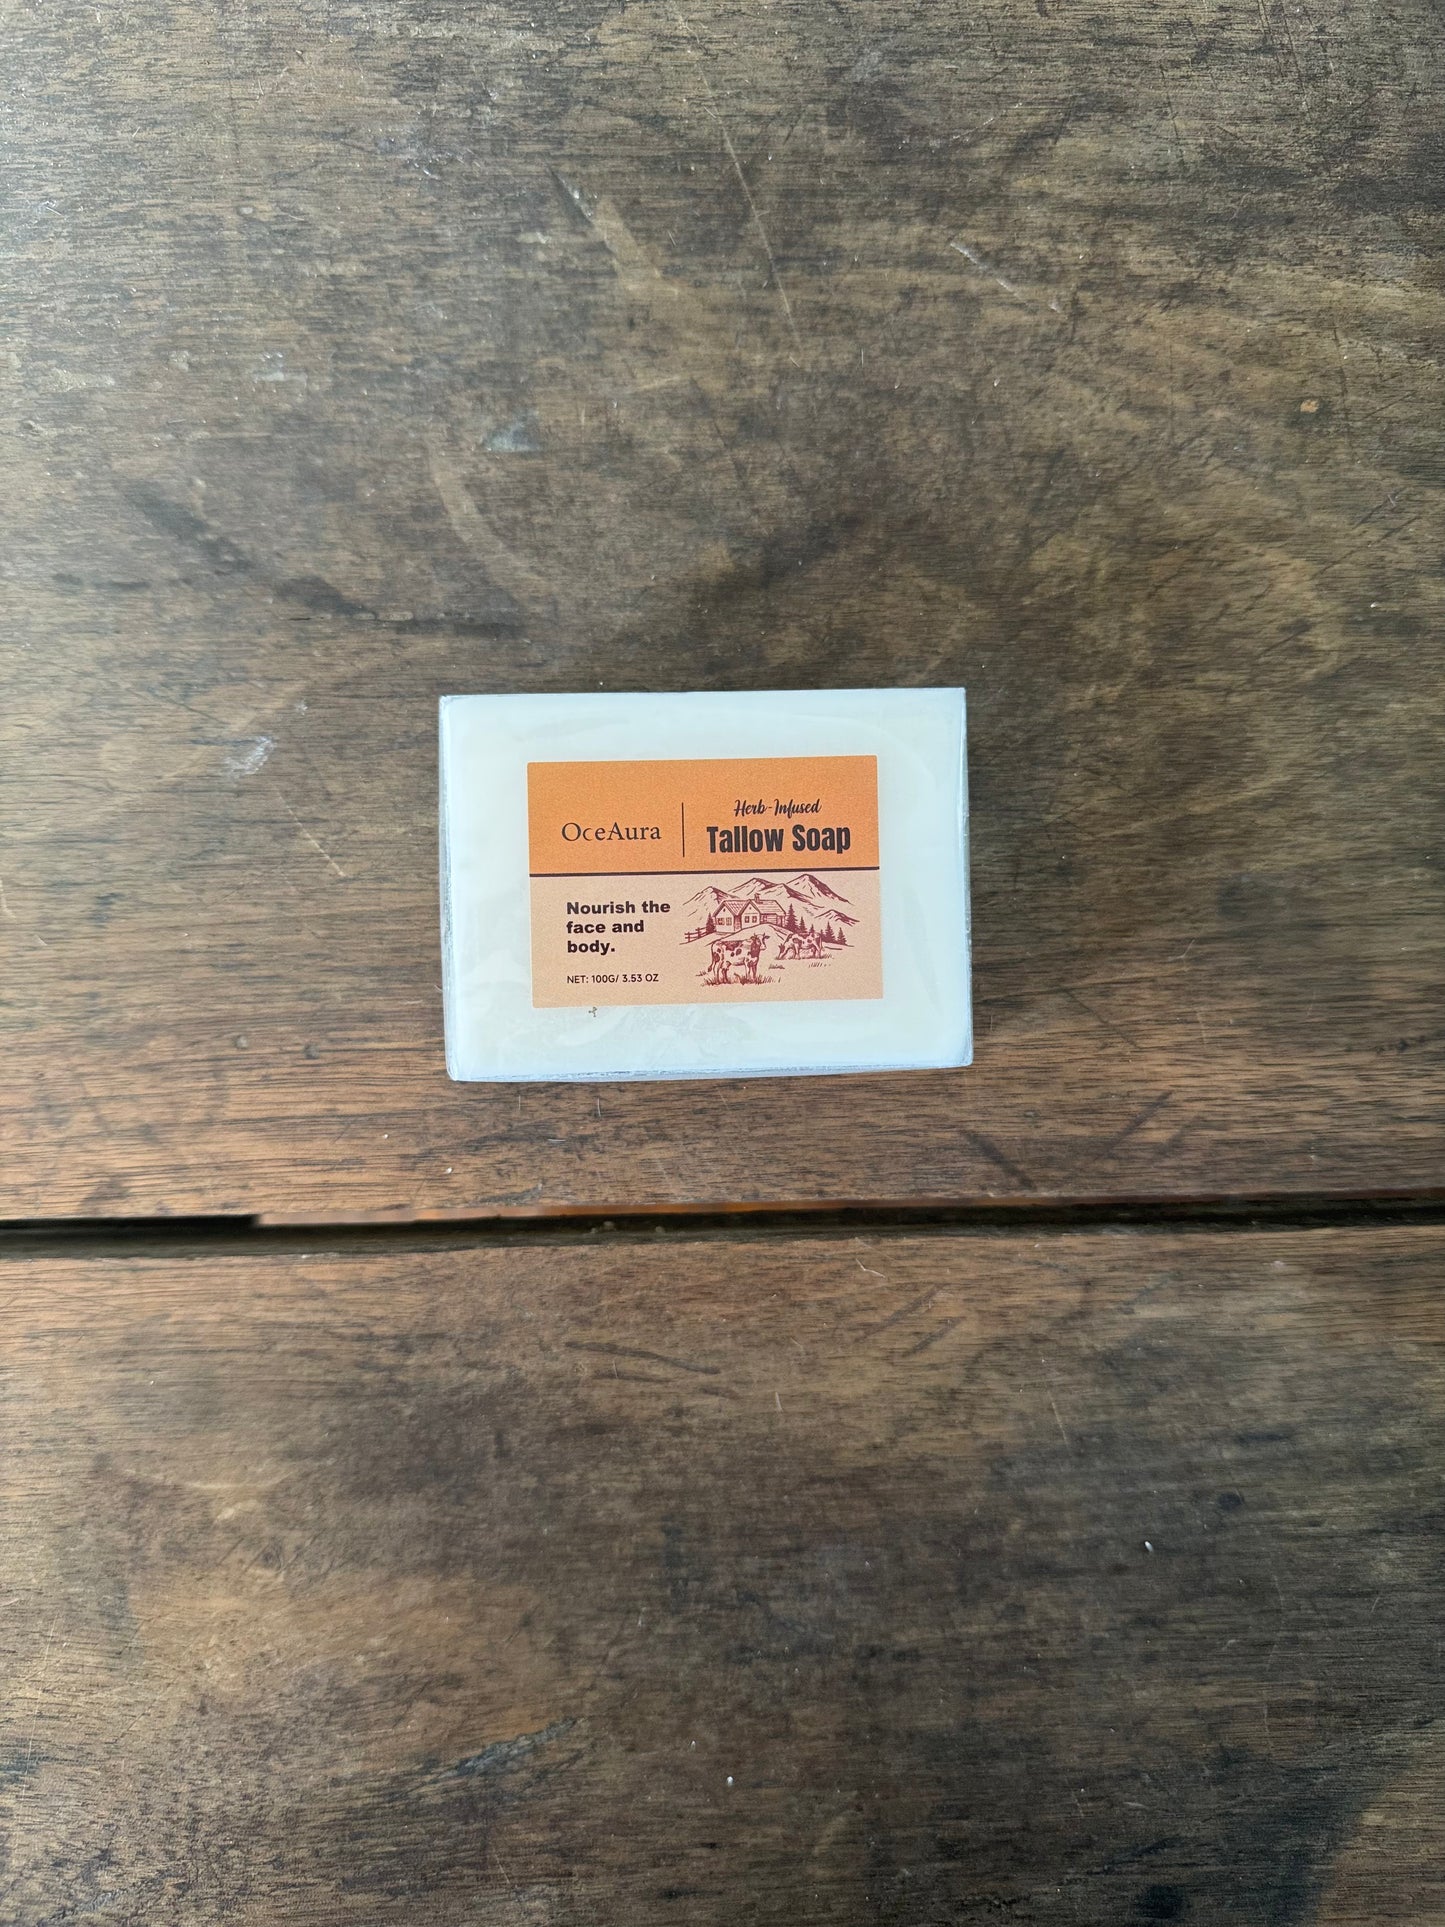 OceAura
Herb-Infused
Tallow Soap
Nourish the
face and
body.
NET: 100G/ 3.53 OZ